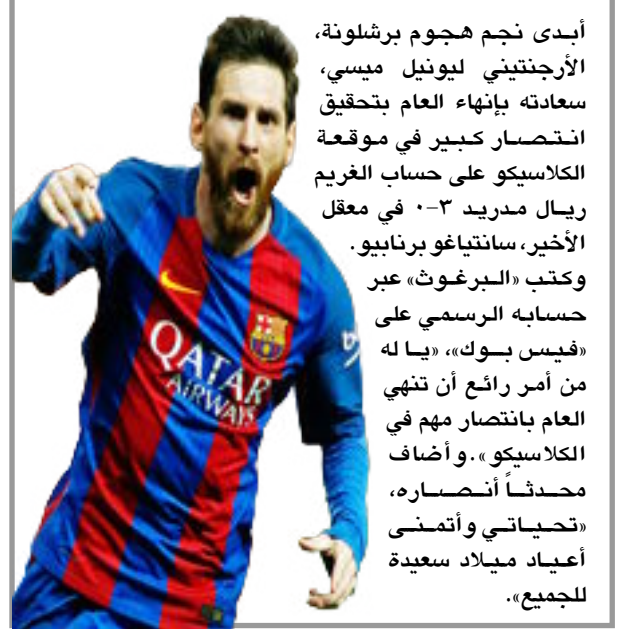 أبدى نجم هجوم برشلونة،
الأرجنتيني ليونيل ميسي،
سعادته بإنهاء العام بتحقيق
انتصار كبير في موقعة
الكلاسيكو على حساب الغريم
ريال مدريد ٣-٠ في معقل
الأخير، سانتياغو برنابيو.
وكتب «البرغوث» عبر
حسابه الرسمي على
«فيس بوك»، «يا له
من أمر رائع أن تنهي
العام بانتصار مهم في
الكلاسيكو». وأضاف
محدثاً أنصاره،
«تحياتي وأتمنى
أعياد ميلاد سعيدة
للجميع».
QATAR
AIRWAYS